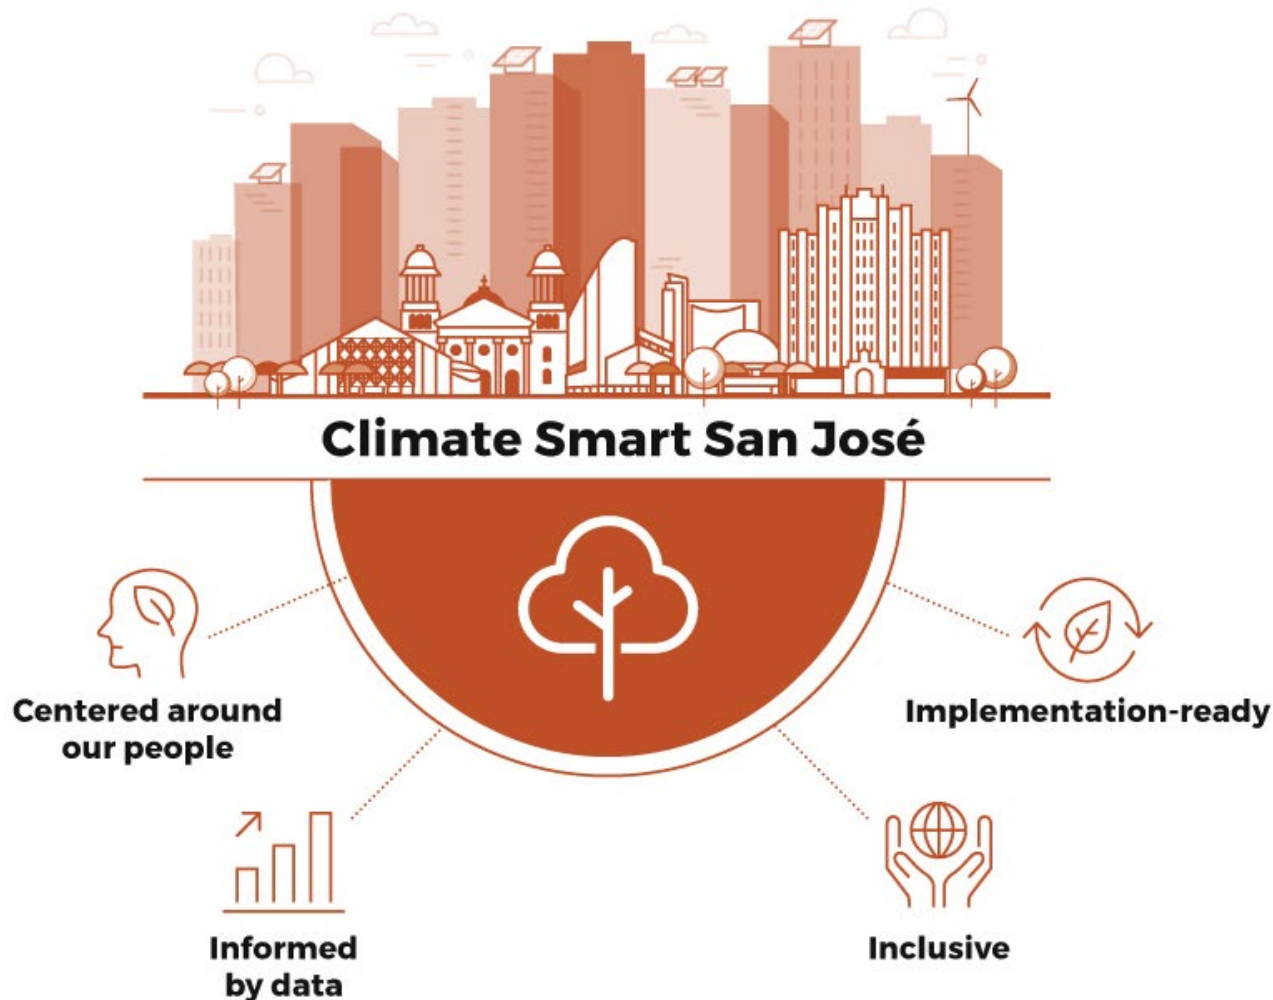 Climate Smart San José
Centered around
our people
Implementation-ready
Informed
by data
Inclusive